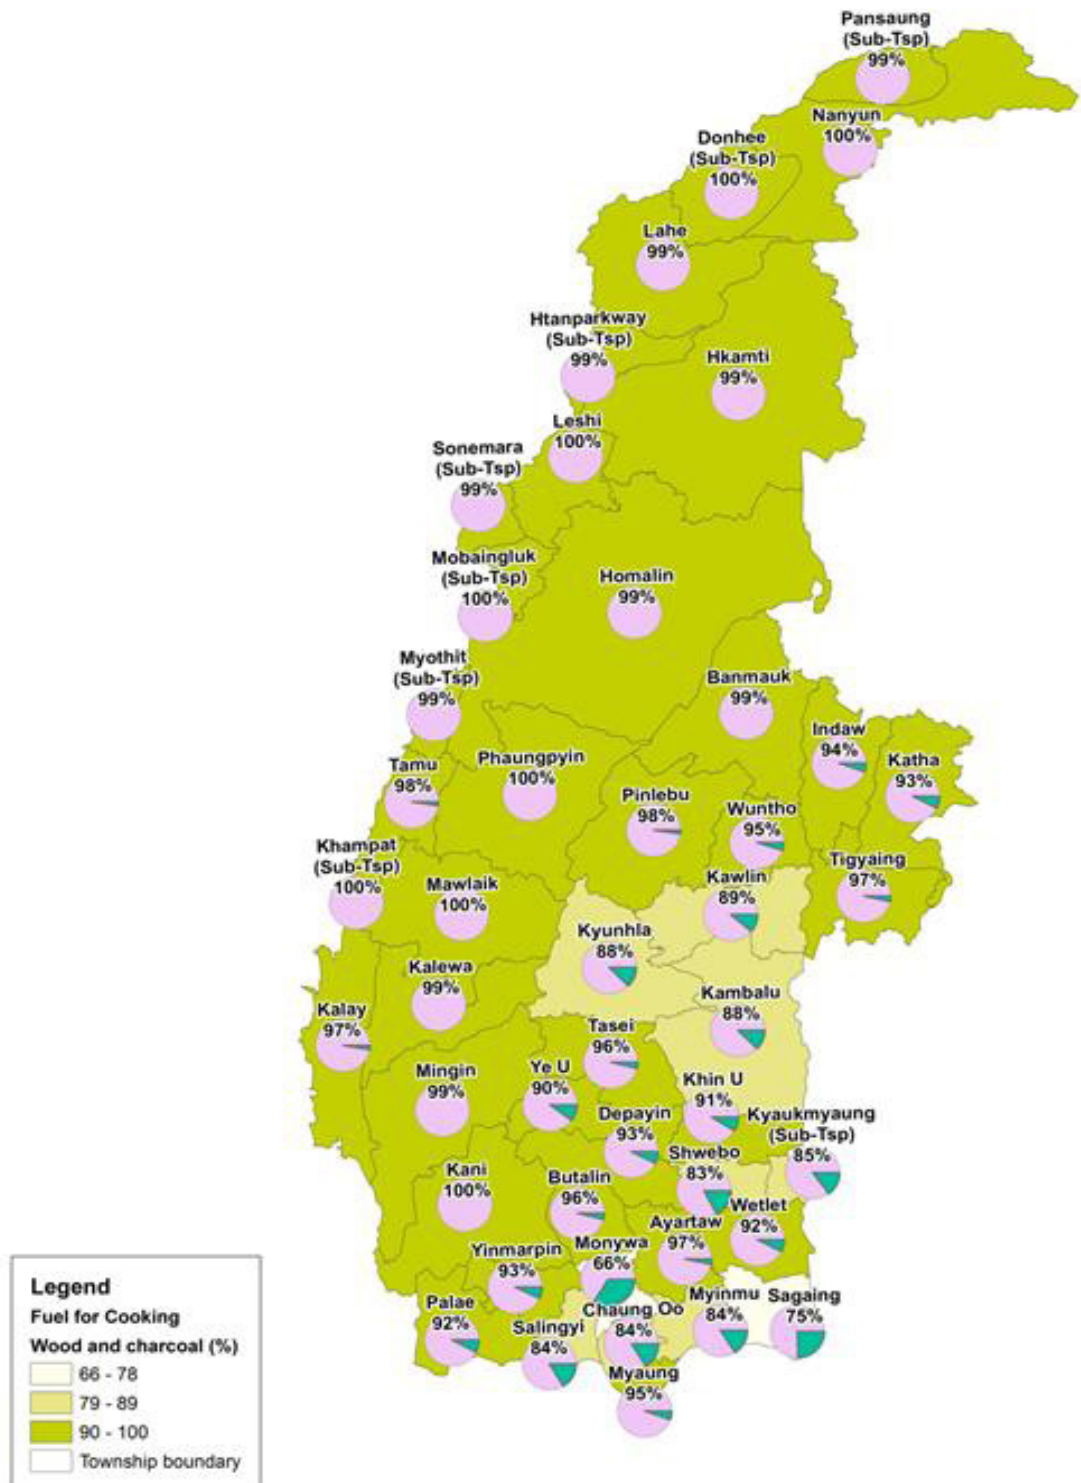 Pansaung
(Sub-Tsp)
99%
Nanyun
100%
Donhee
(Sub-Tsp)
100%
Lahe
99%
Htanparkway
(Sub-Tsp)
99%
Hkamti
99%
Leshi
100%
Sonemara
(Sub-Tsp)
99%
Mobaingluk
(Sub-Tsp)
100%
Homalin
99%
Myothit
(Sub-Tsp)
99%
Banmauk
99%
Indaw
94%
Katha
93%
Tamu
98%
Phaungpyin
100%
Pinlebu
98%
Wuntho
95%
Tigyaing
97%
Khampat
(Sub-Tsp)
100%
Mawlaik
100%
Kawlin
89%
Kyunhla
88%
Kalewa
99%
Kambalu
88%
Kalay
97%
Tasei
96%
Ye U
90%
Mingin
99%
Khin U
91%
Kyaukmyaung
(Sub-Tsp)
85%
Depayin
93%
Shwebo
83%
Kani
100%
Butalin
96%
Wetlet
92%
Ayartaw
97%
Monywa
66%
Yinmarpin
93%
Palae
92%
Salingyi
84%
Chaung Oo
84%
Myinmu
84%
Sagaing
75%
Myaung
95%
Legend
Fuel for Cooking
Wood and charcoal (%)
66 - 78
79 - 89
90 - 100
Township boundary